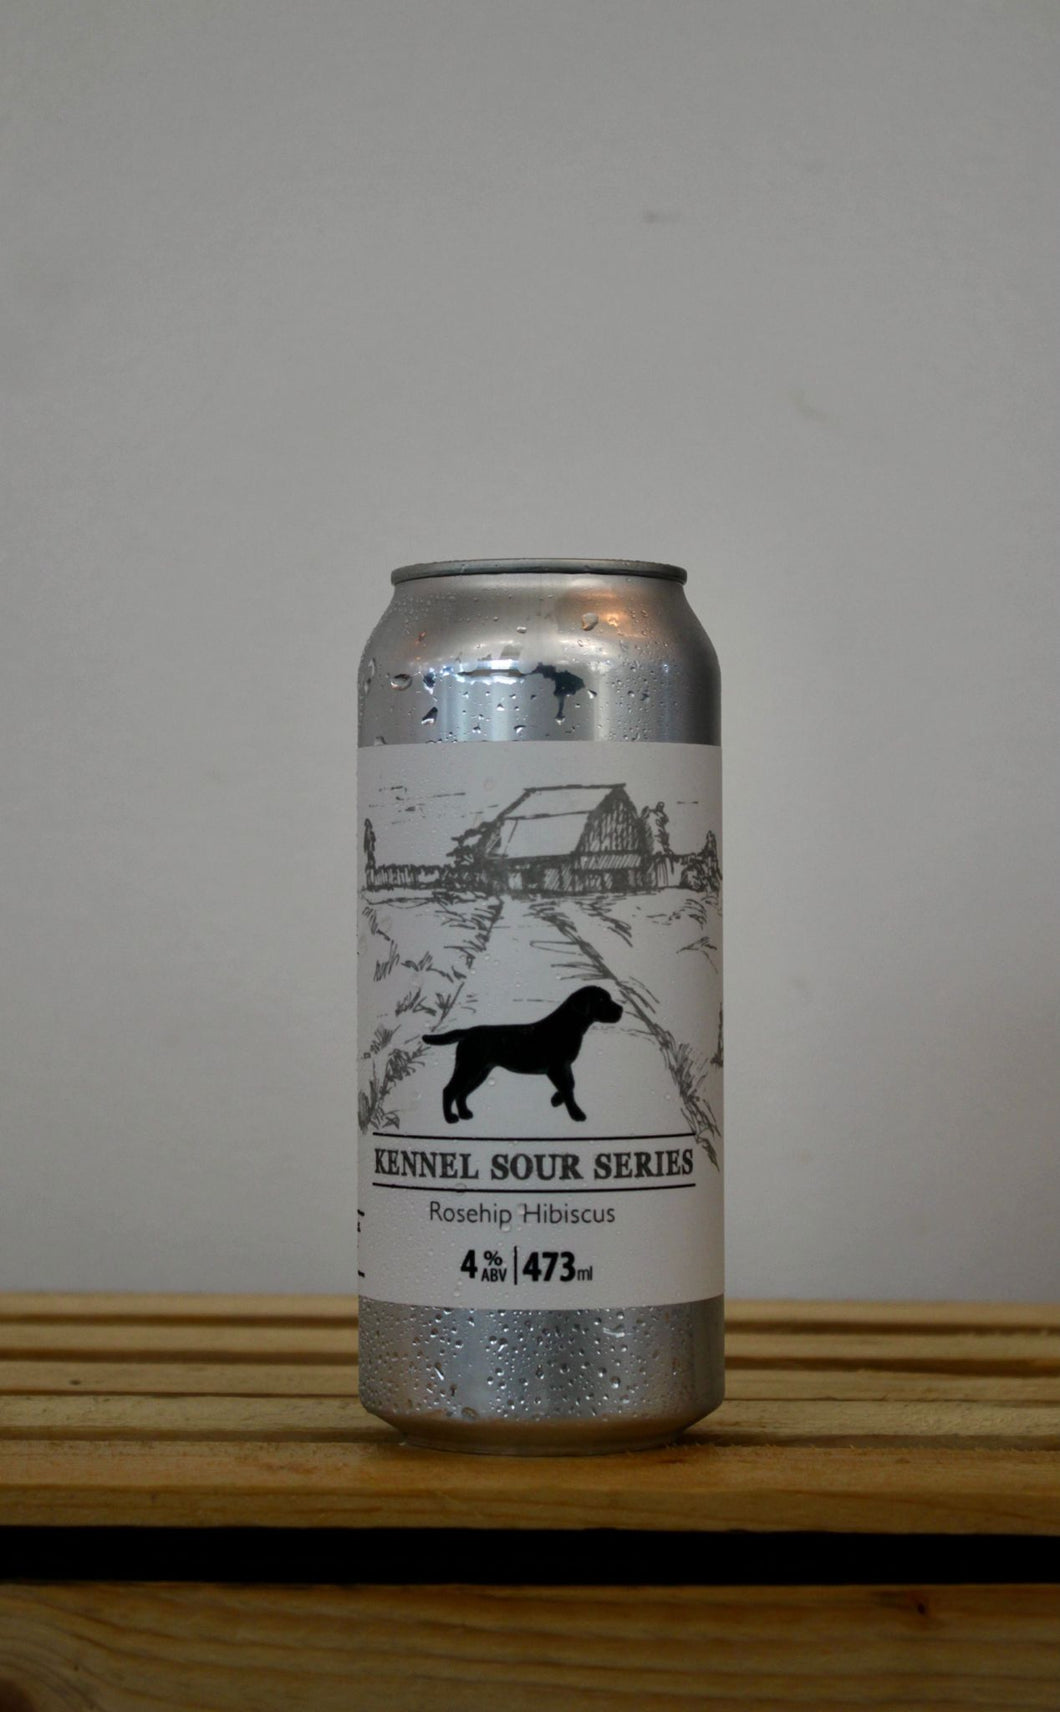 KENNEL SOUR SERIES
Rosehip Hibiscus
4% ABV | 473ml